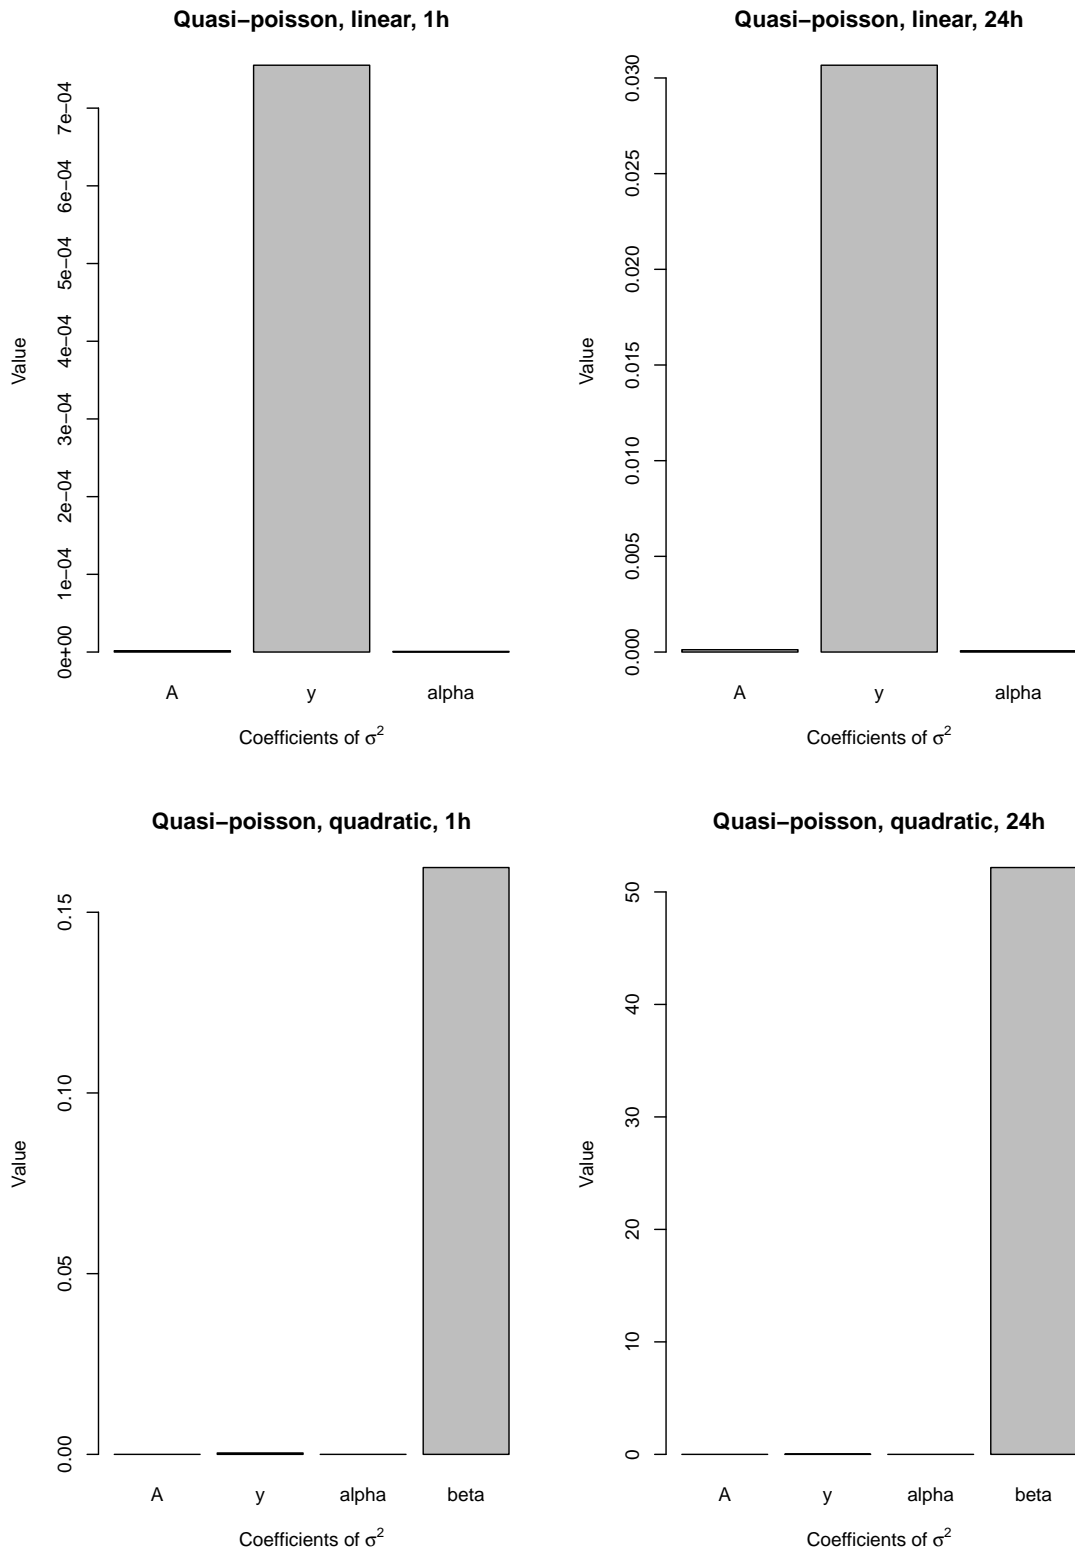 Quasi−poisson, linear, 1h
Value
0e+00 1e−04 2e−04 3e−04 4e−04 5e−04 6e−04 7e−04
A y alpha
Coefficients of σ²
Quasi−poisson, linear, 24h
Value
0.000 0.005 0.010 0.015 0.020 0.025 0.030
A y alpha
Coefficients of σ²
Quasi−poisson, quadratic, 1h
Value
0.00 0.05 0.10 0.15
A y alpha beta
Coefficients of σ²
Quasi−poisson, quadratic, 24h
Value
0 10 20 30 40 50
A y alpha beta
Coefficients of σ²